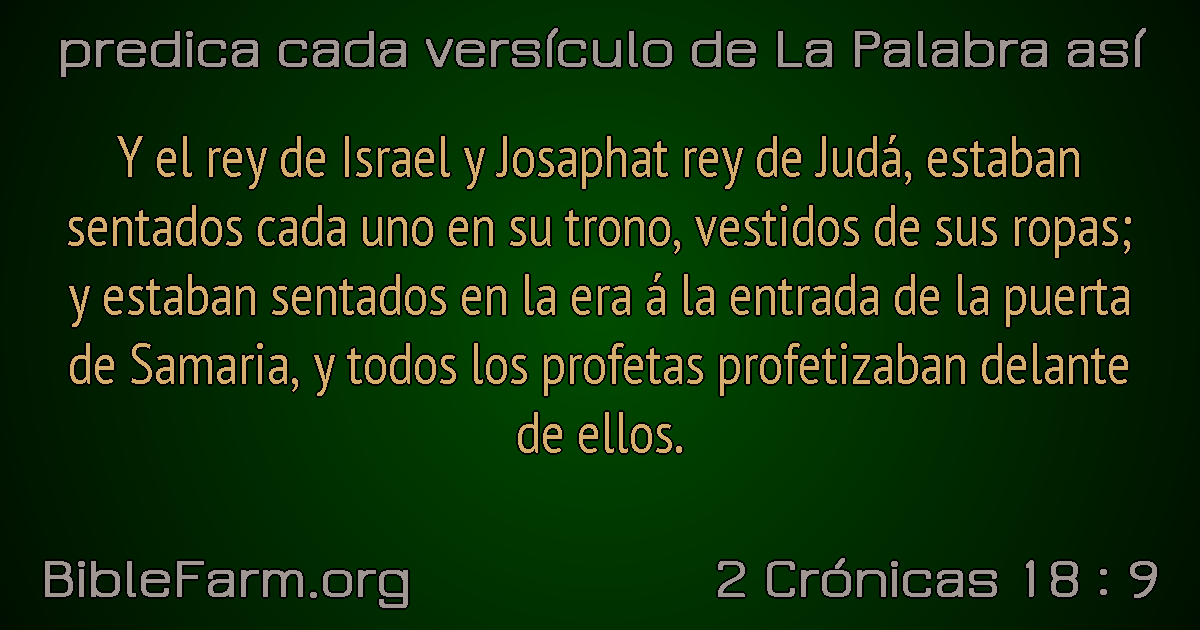 predica cada versículo de La Palabra así
Y el rey de Israel y Josaphat rey de Judá, estaban
sentados cada uno en su trono, vestidos de sus ropas;
y estaban sentados en la era á la entrada de la puerta
de Samaria, y todos los profetas profetizaban delante
de ellos.
BibleFarm.org
2 Crónicas 18 : 9